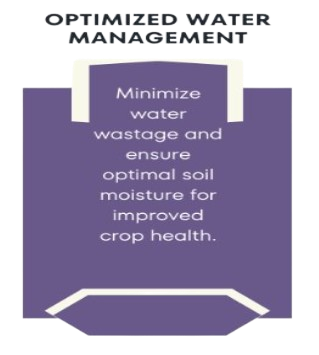 OPTIMIZED WATER
MANAGEMENT
Minimize
water
wastage and
ensure
optimal soil
moisture for
improved
crop health.